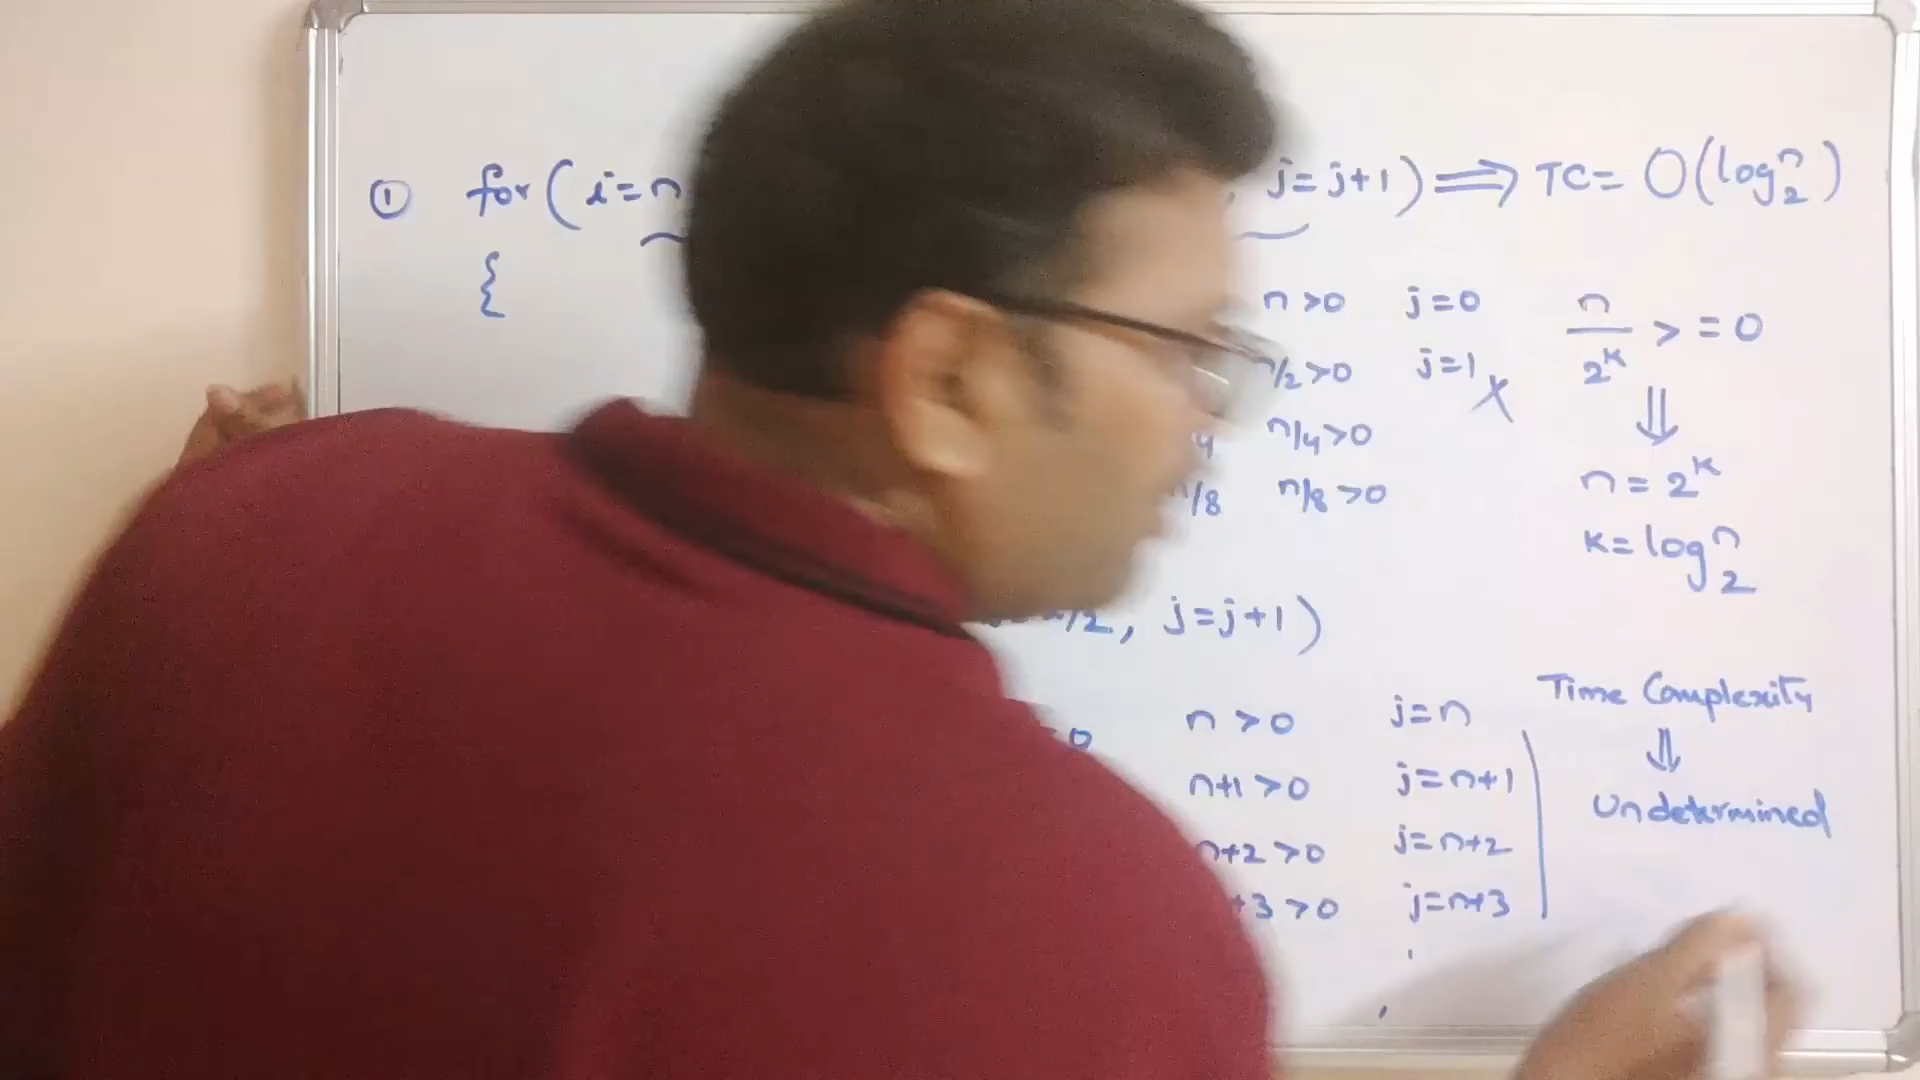 ① for ( i=n j=j+1 ) ⟹ TC= O(log₂ⁿ)
{
n>0 j=0
n/2>0 j=1 X
n/4>0
n/8 n/8>0
n/2ᵏ >=0
⇓
n = 2ᵏ
k=log₂ⁿ
/2, j=j+1)
n >0 j=n
n+1 >0 j=n+1
n+2 >0 j=n+2
+3 >0 j=n+3
Time Complexity
⇓
Undetermined